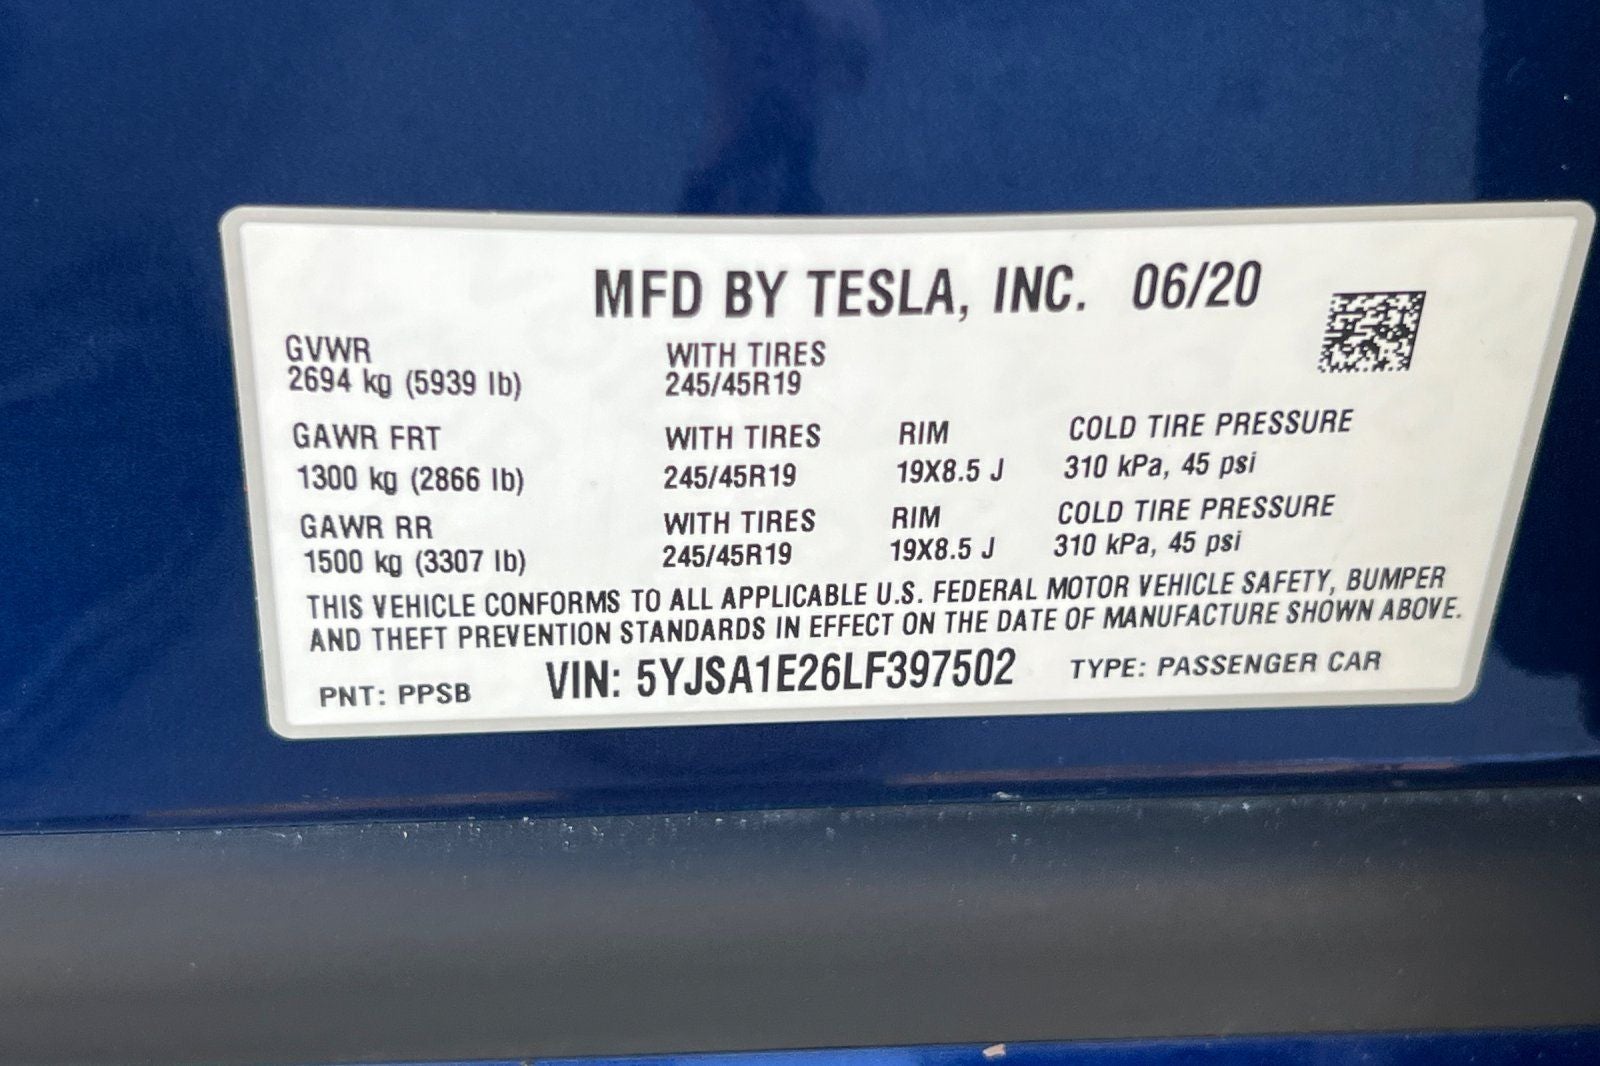 MFD BY TESLA, INC. 06/20
GVWR WITH TIRES
2694 kg (5939 lb) 245/45R19
GAWR FRT WITH TIRES RIM COLD TIRE PRESSURE
1300 kg (2866 lb) 245/45R19 19X8.5 J 310 kPa, 45 psi
GAWR RR WITH TIRES RIM COLD TIRE PRESSURE
1500 kg (3307 lb) 245/45R19 19X8.5 J 310 kPa, 45 psi
THIS VEHICLE CONFORMS TO ALL APPLICABLE U.S. FEDERAL MOTOR VEHICLE SAFETY, BUMPER
AND THEFT PREVENTION STANDARDS IN EFFECT ON THE DATE OF MANUFACTURE SHOWN ABOVE.
PNT: PPSB VIN: 5YJSA1E26LF397502 TYPE: PASSENGER CAR